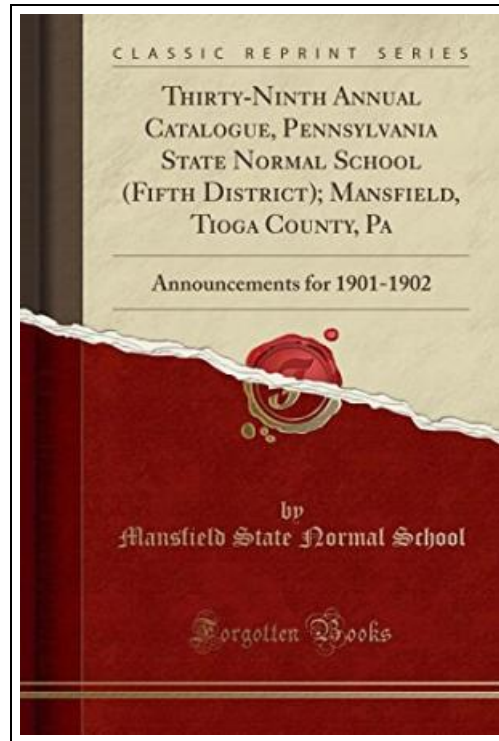 CLASSIC REPRINT SERIES
THIRTY-NINTH ANNUAL
CATALOGUE, PENNSYLVANIA
STATE NORMAL SCHOOL
(FIFTH DISTRICT); MANSFIELD,
TIOGA COUNTY, PA
Announcements for 1901-1902
F
by
Mansfield State Normal School
Forgotten Books